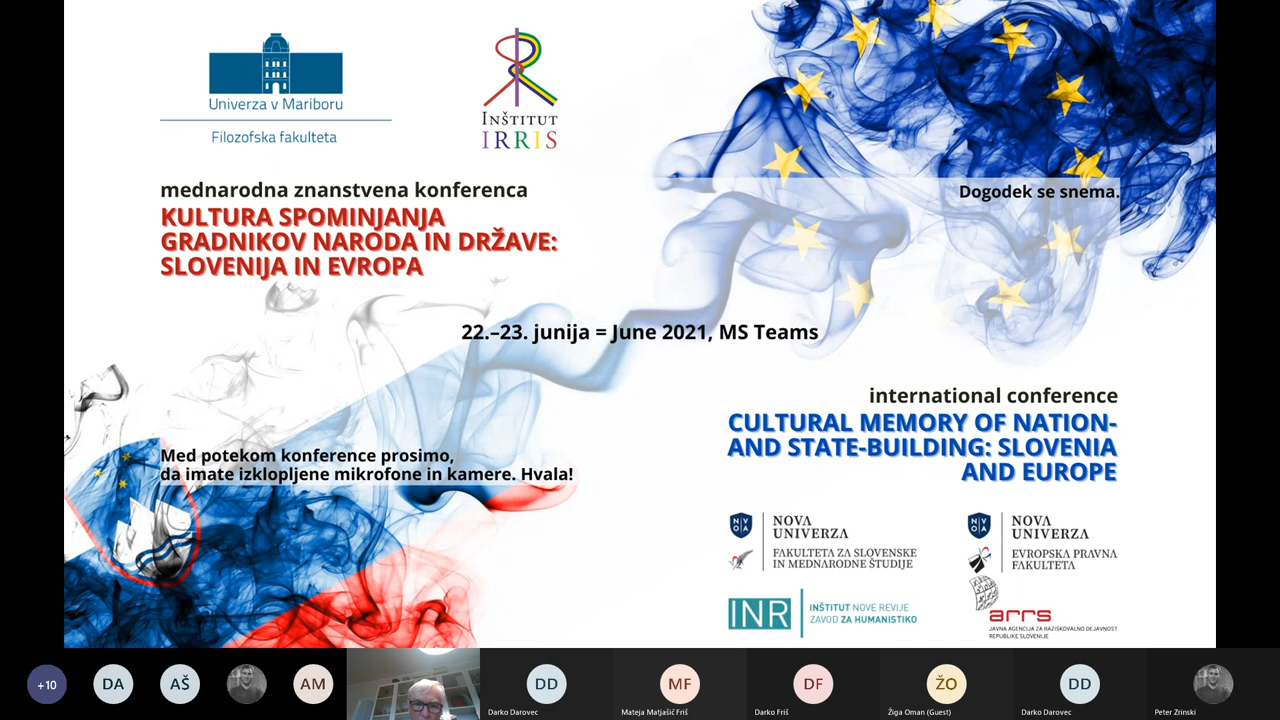 Univerza v Mariboru
Filozofska fakulteta
INŠTITUT
IRRIS
mednarodna znanstvena konferenca
KULTURA SPOMINJANJA
GRADNIKOV NARODA IN DRŽAVE:
SLOVENIJA IN EVROPA
Dogodek se snema.
22.–23. junija = June 2021, MS Teams
international conference
CULTURAL MEMORY OF NATION-
AND STATE-BUILDING: SLOVENIA
AND EUROPE
Med potekom konference prosimo,
da imate izklopljene mikrofone in kamere. Hvala!
NOVA
UNIVERZA
FAKULTETA ZA SLOVENSKE
IN MEDNARODNE ŠTUDIJE
NOVA
UNIVERZA
EVROPSKA PRAVNA
FAKULTETA
INR
INŠTITUT NOVE REVIJE
ZAVOD ZA HUMANISTIKO
arrs
JAVNA AGENCIJA ZA RAZISKOVALNO DEJAVNOST
REPUBLIKE SLOVENIJE
+10
DA
AŠ
AM
DD
Darko Darovec
MF
Mateja Matjašič Friš
DF
Darko Friš
ŽO
Žiga Oman (Guest)
DD
Darko Darovec
Peter Zrinski